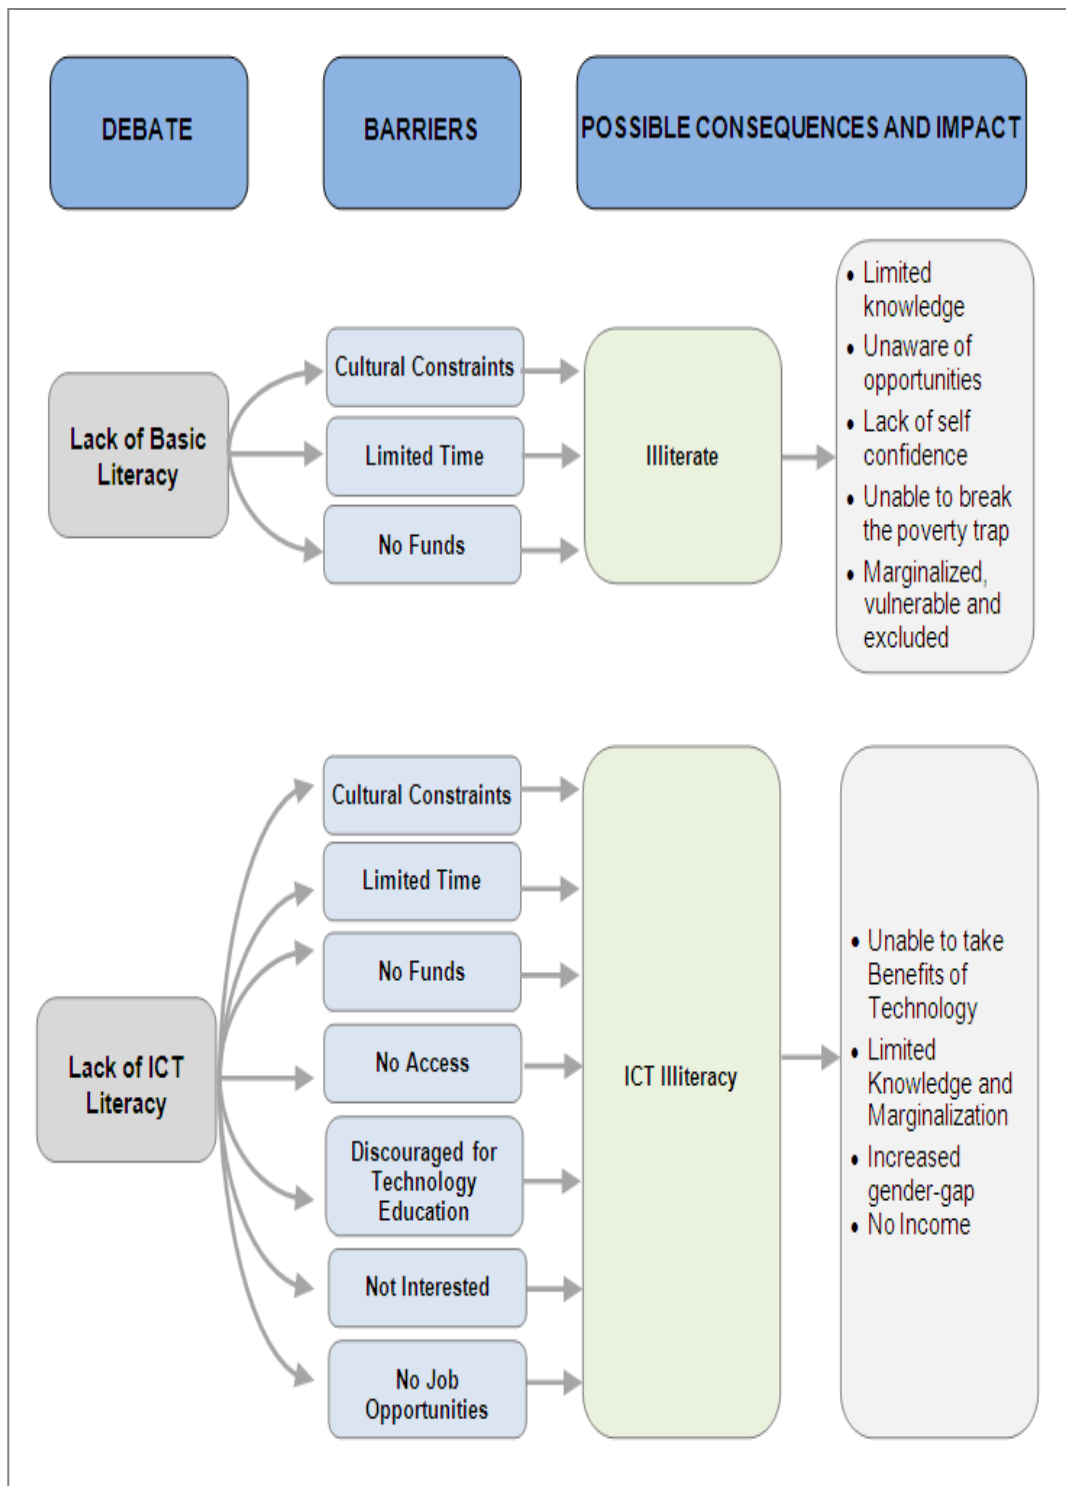 DEBATE
BARRIERS
POSSIBLE CONSEQUENCES AND IMPACT
Lack of Basic
Literacy
Cultural Constraints
Limited Time
No Funds
Illiterate
• Limited
knowledge
• Unaware of
opportunities
• Lack of self
confidence
• Unable to break
the poverty trap
• Marginalized,
vulnerable and
excluded
Lack of ICT
Literacy
Cultural Constraints
Limited Time
No Funds
No Access
Discouraged for
Technology
Education
Not Interested
No Job
Opportunities
ICT Illiteracy
• Unable to take
Benefits of
Technology
• Limited
Knowledge and
Marginalization
• Increased
gender-gap
• No Income